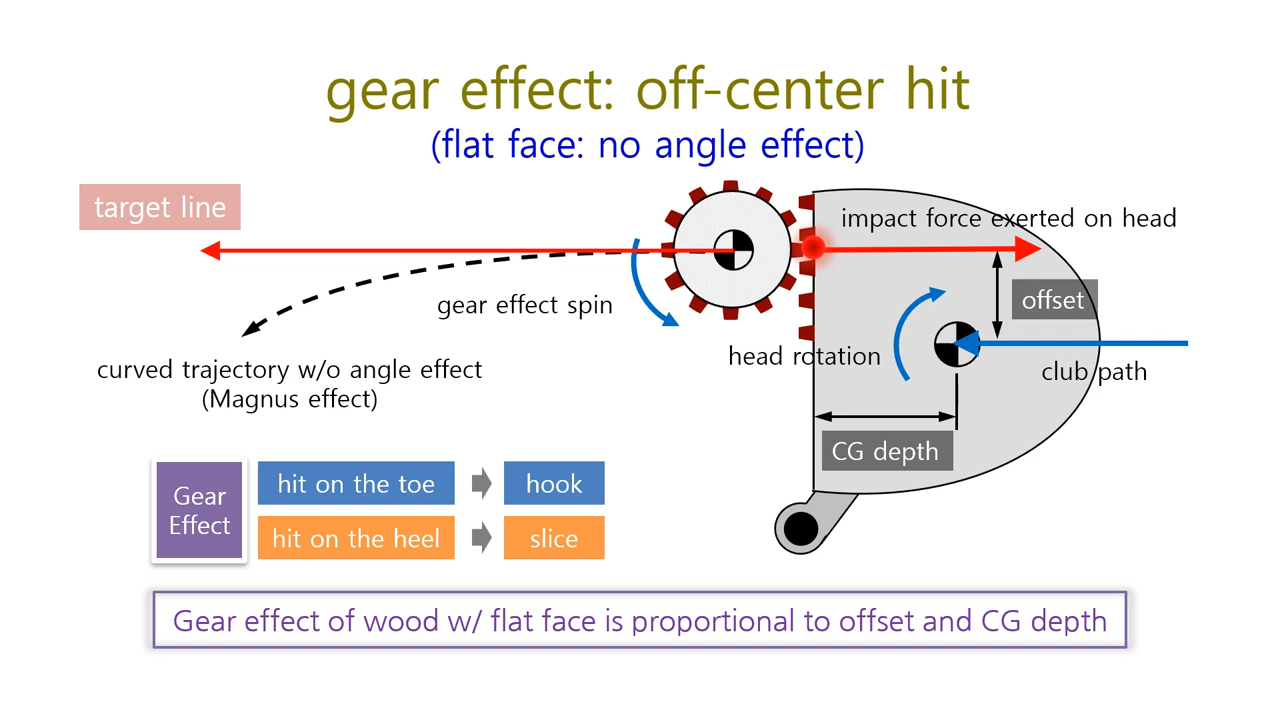 gear effect: off-center hit
(flat face: no angle effect)
target line
impact force exerted on head
gear effect spin
offset
head rotation
club path
curved trajectory w/o angle effect
(Magnus effect)
CG depth
Gear
Effect
hit on the toe
hook
hit on the heel
slice
Gear effect of wood w/ flat face is proportional to offset and CG depth